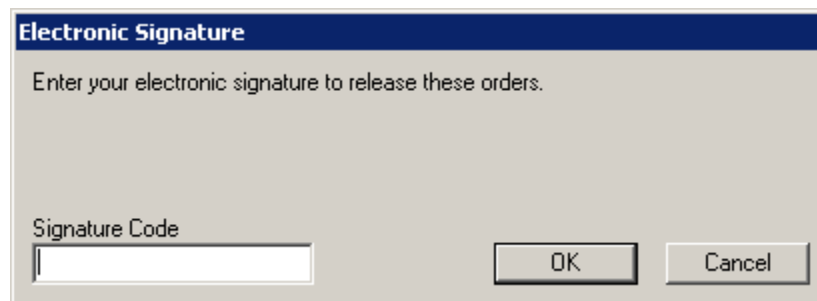 Electronic Signature
Enter your electronic signature to release these orders.
Signature Code
OK
Cancel